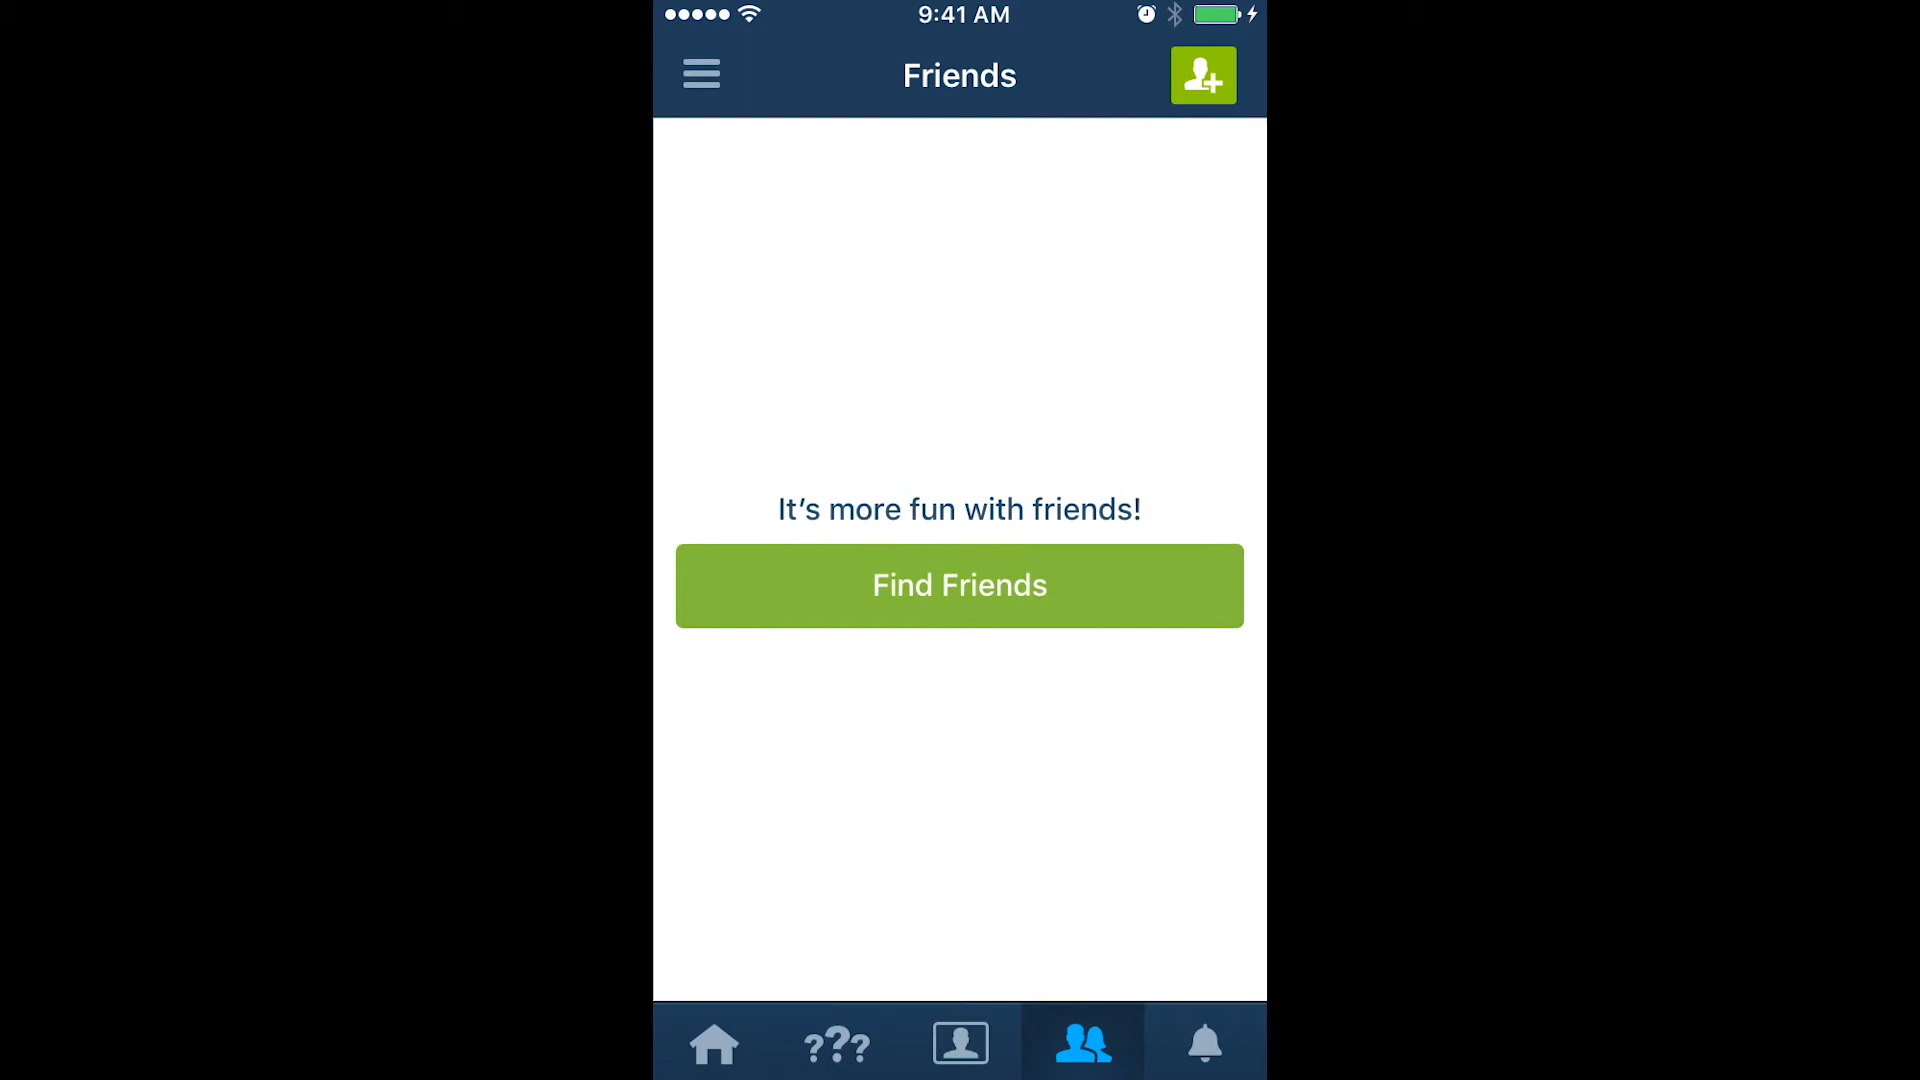 9:41 AM
Friends
It’s more fun with friends!
Find Friends
???